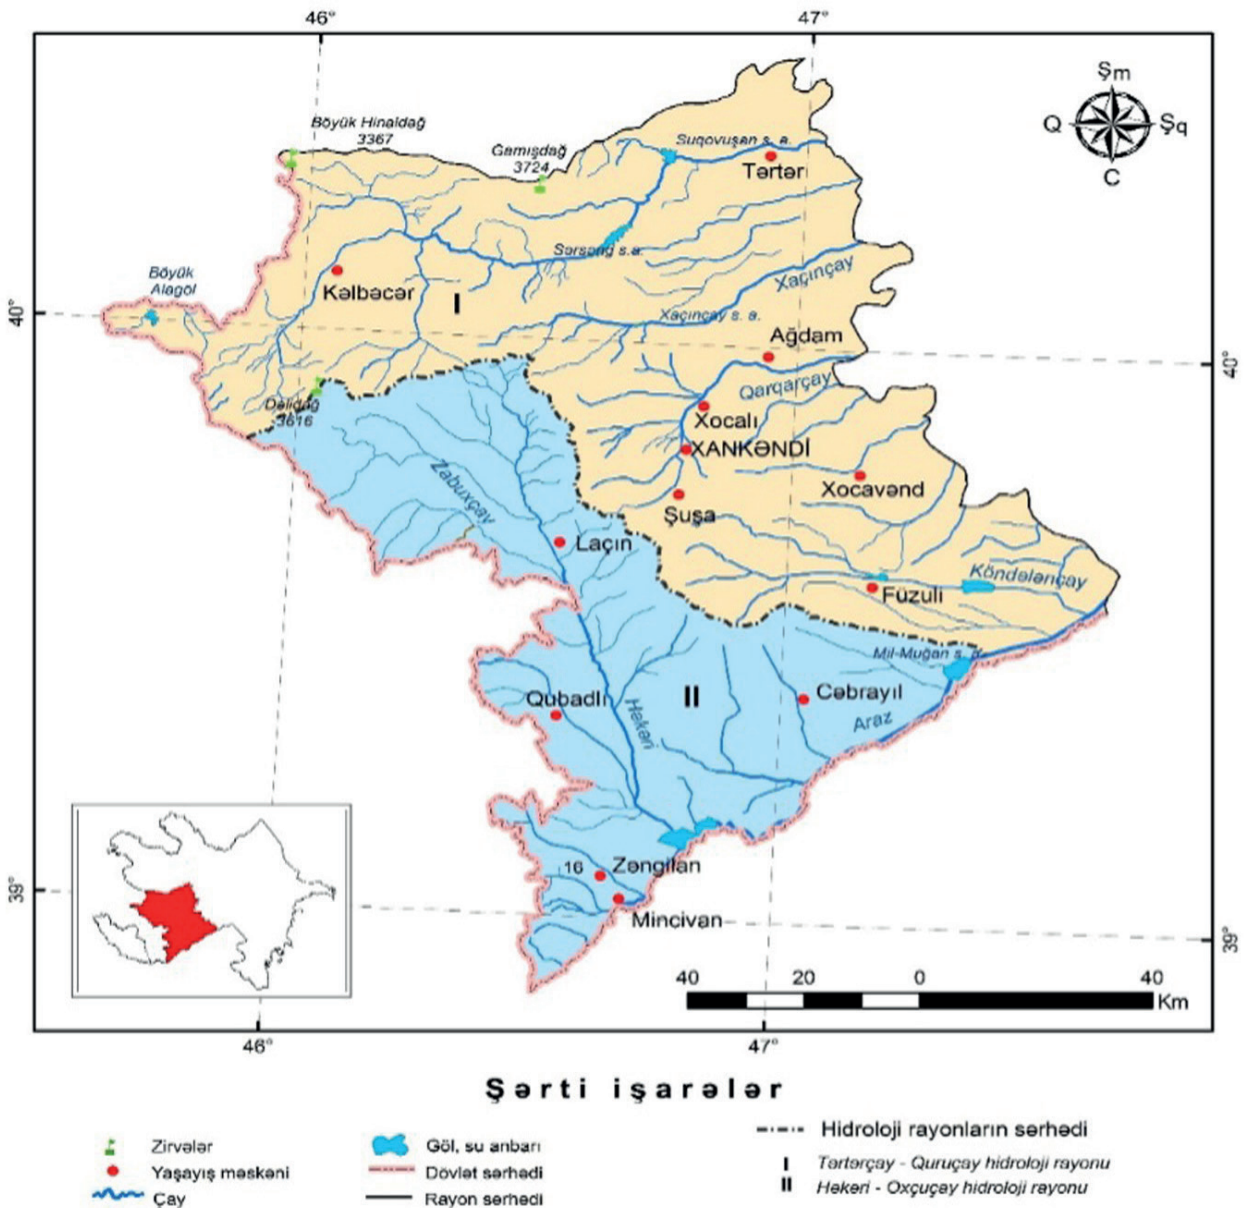 46°
47°
Şm
Q
Şq
C
Böyük Hinaldağ
3367
Gamışdağ
3724
Suqovuşan s. a.
Tərtər
Sərsəng s.a.
Böyük
Alagöl
Kəlbəcər
I
Xaçınçay
Xaçınçay s. a.
40°
40°
Ağdam
Qarqarçay
Dəlidağ
3616
Xocalı
XANKƏNDİ
Zabuxçay
Xocavənd
Şuşa
Laçın
Köndələnçay
Füzuli
Mil-Muğan s. a.
Qubadlı
II
Cəbrayıl
Həkəri
Araz
16
Zəngilan
Mincivan
39°
39°
40
20
0
40
Km
46°
47°
Şərti işarələr
Zirvələr
Yaşayış məskəni
Çay
Göl, su anbarı
Dövlət sərhədi
Rayon sərhedi
Hidroloji rayonların sərhədi
I Tərtərçay - Quruçay hidroloji rayonu
II Həkəri - Oxçuçay hidroloji rayonu